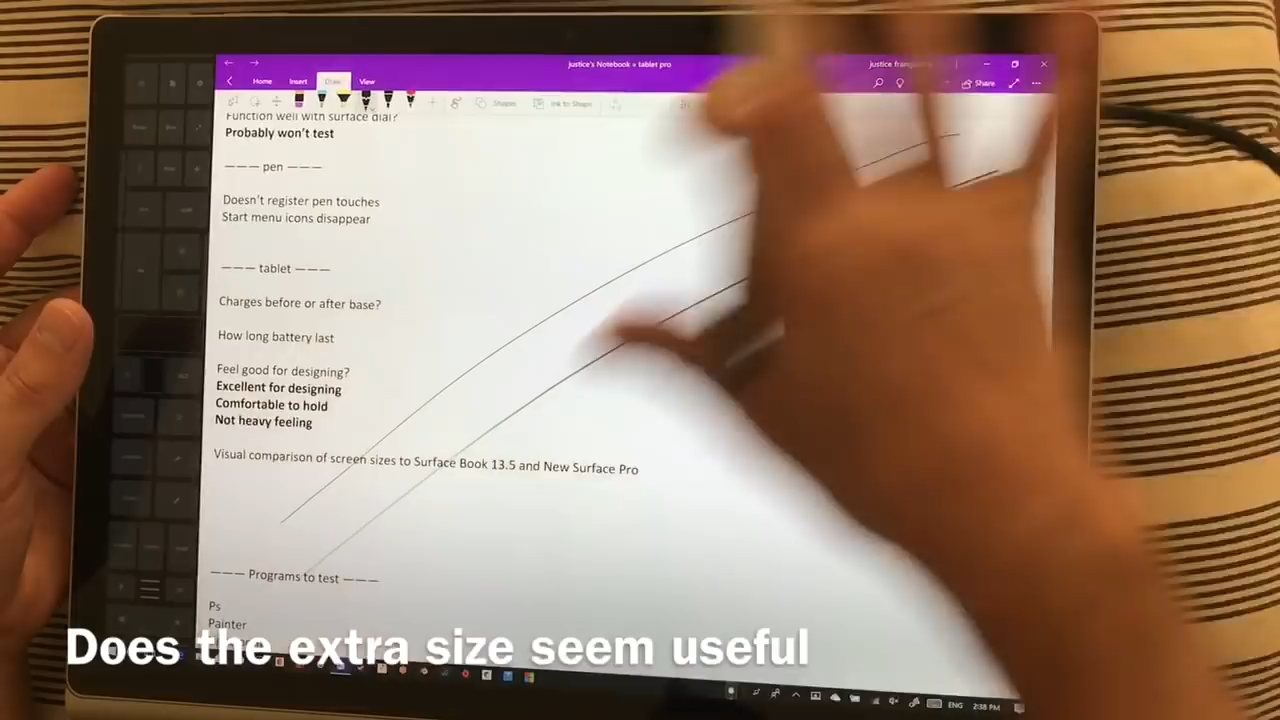 justice's Notebook » tablet pro
Home Insert Draw View
Share
Shapes Ink to Shape
Function well with surface dial?
Probably won't test
——— pen ———
Doesn't register pen touches
Start menu icons disappear
——— tablet ———
Charges before or after base?
How long battery last
Feel good for designing?
Excellent for designing
Comfortable to hold
Not heavy feeling
Visual comparison of screen sizes to Surface Book 13.5 and New Surface Pro
——— Programs to test ———
Ps
Painter
Does the extra size seem useful
ENG 2:38 PM